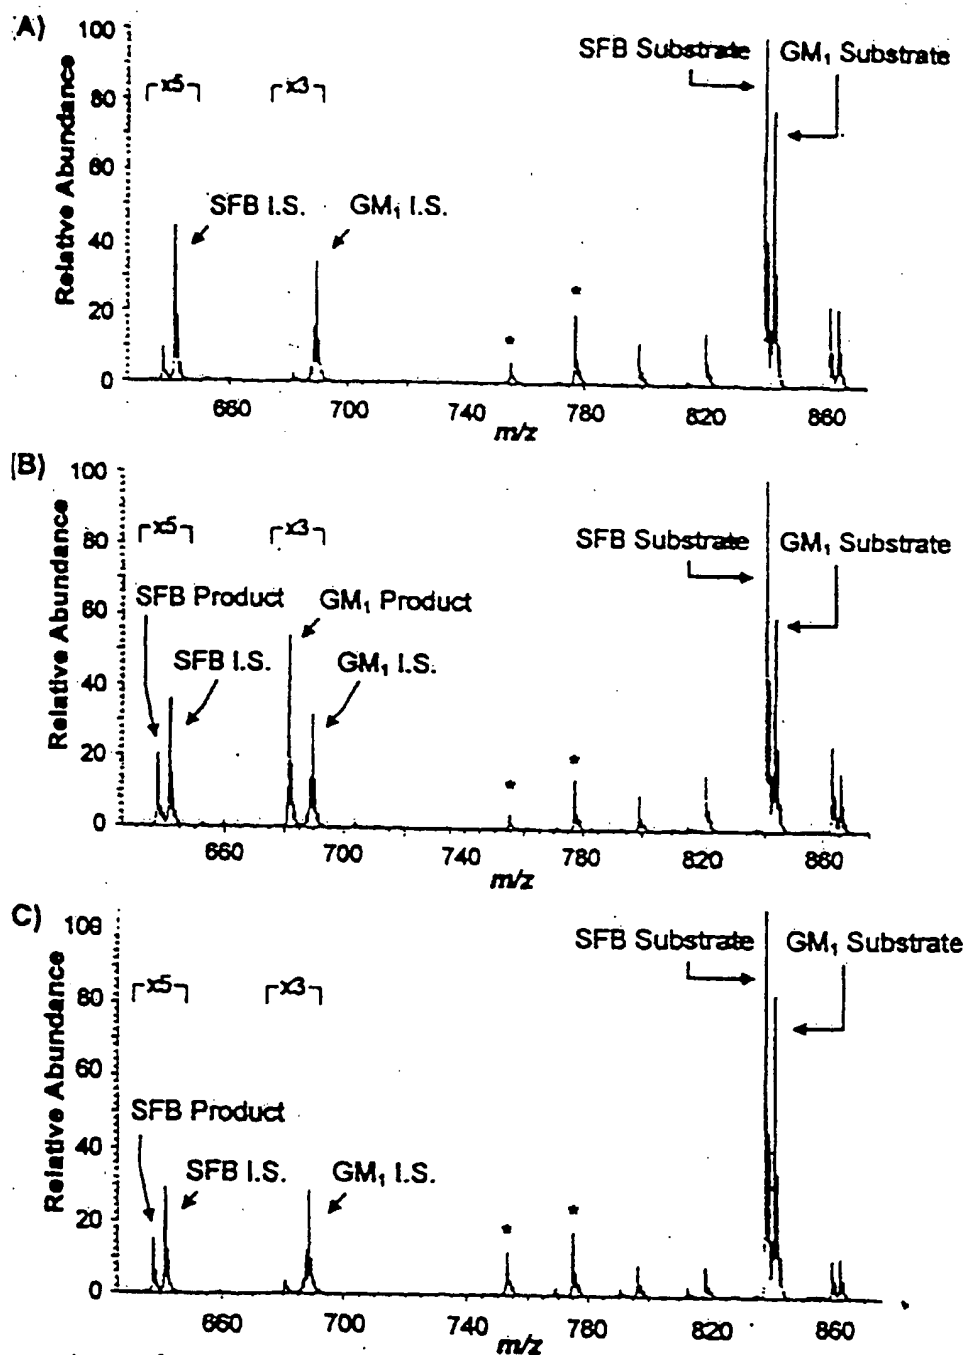 A)
SFB Substrate GM₁ Substrate
x5 x3
SFB I.S. GM₁ I.S.
* *
Relative Abundance
100
80
60
40
20
0
660 700 740 780 820 860
m/z
(B)
SFB Substrate GM₁ Substrate
x5 x3
SFB Product GM₁ Product
SFB I.S. GM₁ I.S.
* *
Relative Abundance
100
80
60
40
20
0
660 700 740 780 820 860
m/z
C)
SFB Substrate GM₁ Substrate
x5 x3
SFB Product
SFB I.S. GM₁ I.S.
* *
Relative Abundance
100
80
60
40
20
0
660 700 740 780 820 860
m/z